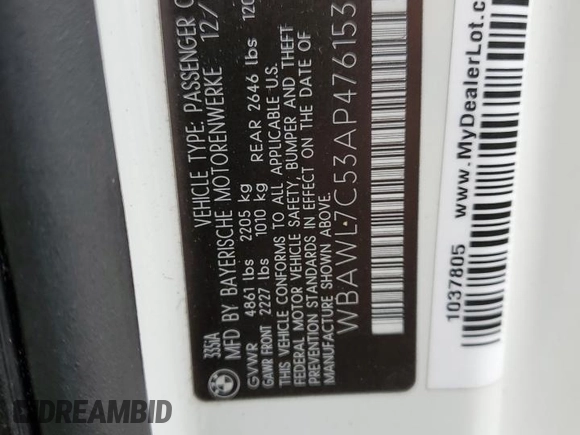 335iA
VEHICLE TYPE: PASSENGER C
MFD BY BAYERISCHE MOTORENWERKE 12/
GVWR 4861 lbs 2205 kg
GAWR FRONT 2227 lbs 1010 kg REAR 2646 lbs 120
THIS VEHICLE CONFORMS TO ALL APPLICABLE U.S.
FEDERAL MOTOR VEHICLE SAFETY, BUMPER AND THEFT
PREVENTION STANDARDS IN EFFECT ON THE DATE OF
MANUFACTURE SHOWN ABOVE.
WBAWL7C53AP476153
1037805
www.MyDealerLot.c
DREAMBID